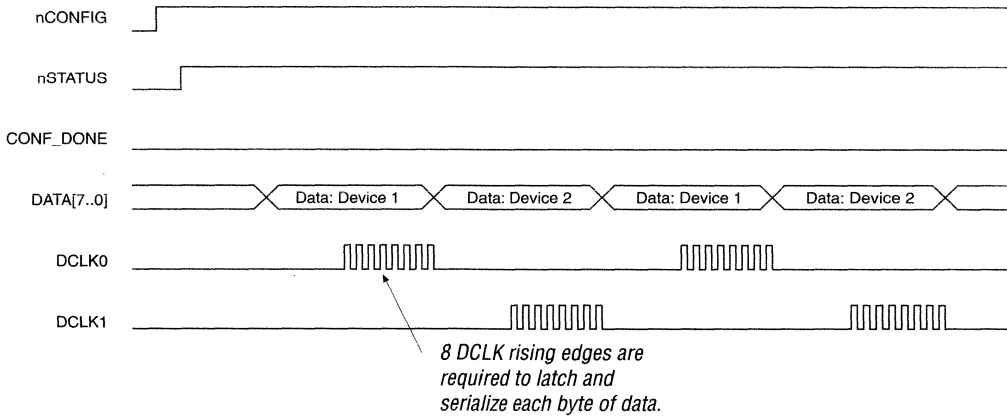 nCONFIG
nSTATUS
CONF_DONE
DATA[7..0]
Data: Device 1
Data: Device 2
Data: Device 1
Data: Device 2
DCLK0
DCLK1
8 DCLK rising edges are
required to latch and
serialize each byte of data.